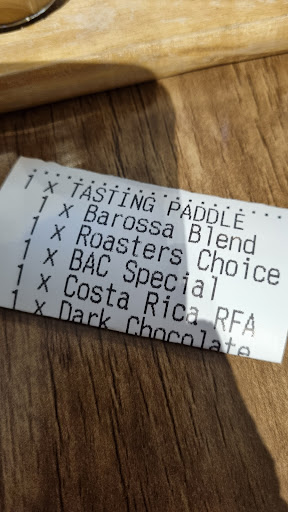 1 x TASTING PADDLE
1 x Barossa Blend
1 x Roasters Choice
1 x BAC Special
1 x Costa Rica RFA
1 x Dark Chocolate